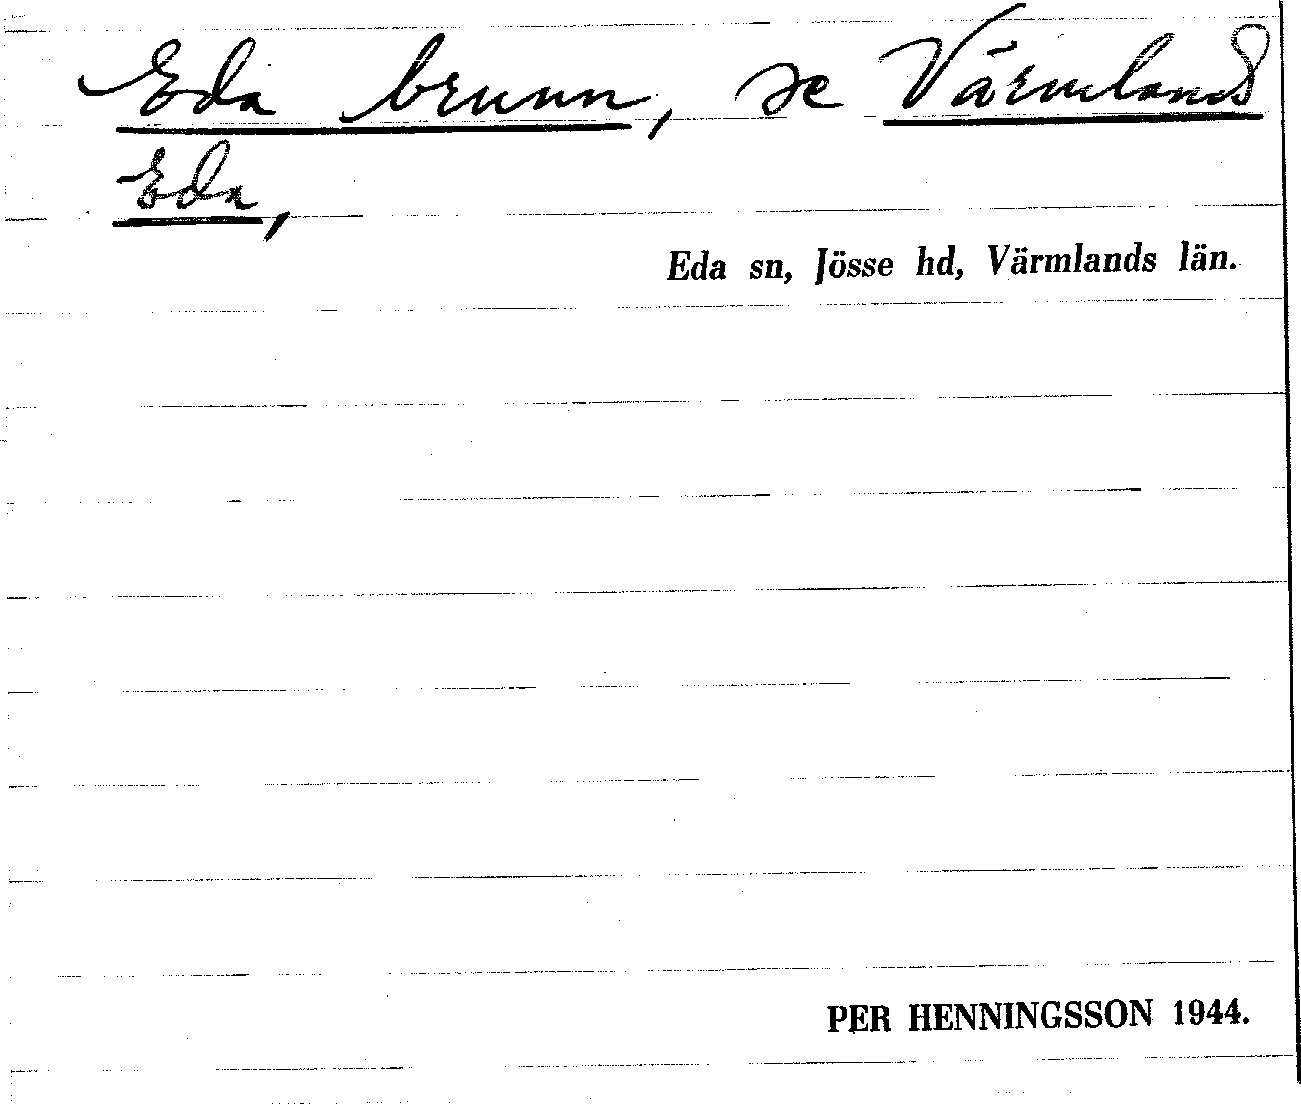 Eda brunn, se Värmlands
Eda,
Eda sn, Jösse hd, Värmlands län.
PER HENNINGSSON 1944.